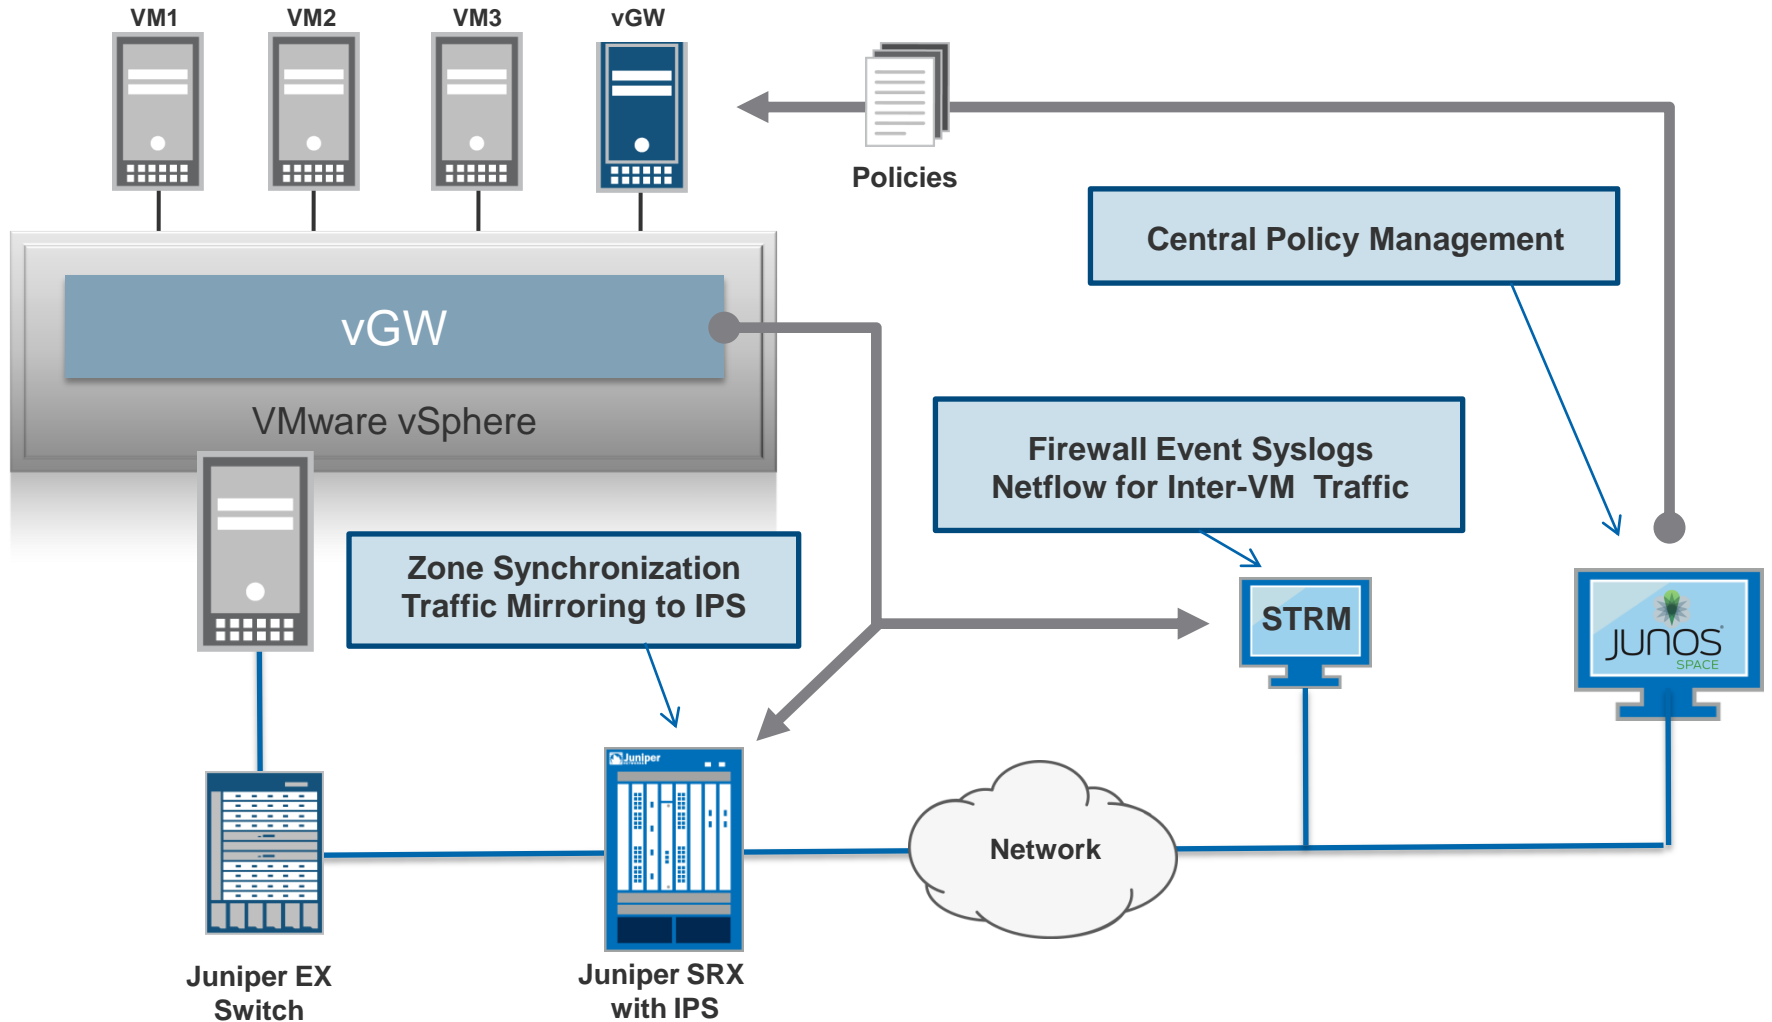 VM1
VM2
VM3
vGW
Policies
Central Policy Management
vGW
VMware vSphere
Firewall Event Syslogs
Netflow for Inter-VM  Traffic
Zone Synchronization
Traffic Mirroring to IPS
STRM
JUNOS
SPACE
Juniper
Network
Juniper EX
Switch
Juniper SRX
with IPS